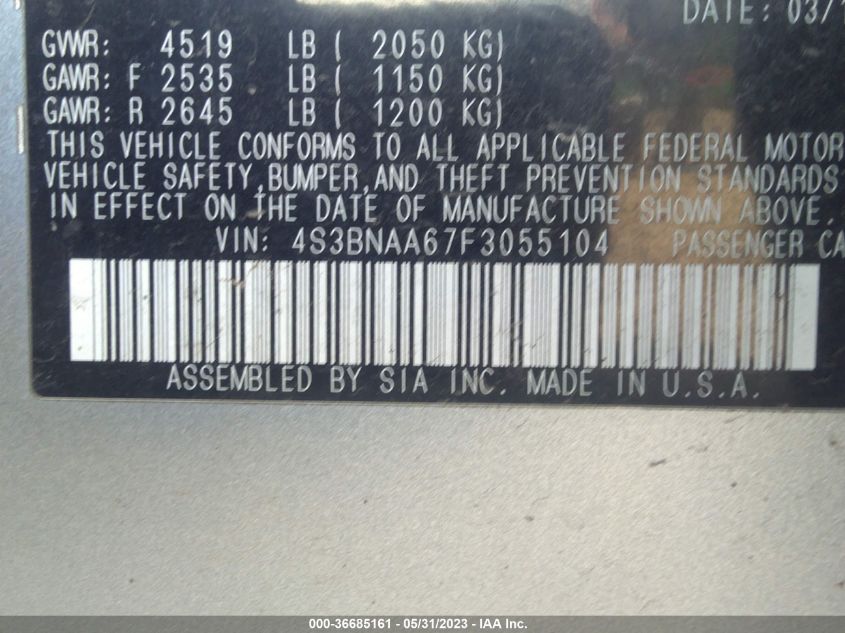 DATE: 03/
GVWR: 4519 LB ( 2050 KG)
GAWR: F 2535 LB ( 1150 KG)
GAWR: R 2645 LB ( 1200 KG)
THIS VEHICLE CONFORMS TO ALL APPLICABLE FEDERAL MOTOR
VEHICLE SAFETY, BUMPER, AND THEFT PREVENTION STANDARDS
IN EFFECT ON THE DATE OF MANUFACTURE SHOWN ABOVE.
VIN: 4S3BNAA67F3055104 PASSENGER CA
ASSEMBLED BY SIA INC. MADE IN U.S.A.
000-36685161 - 05/31/2023 - IAA Inc.